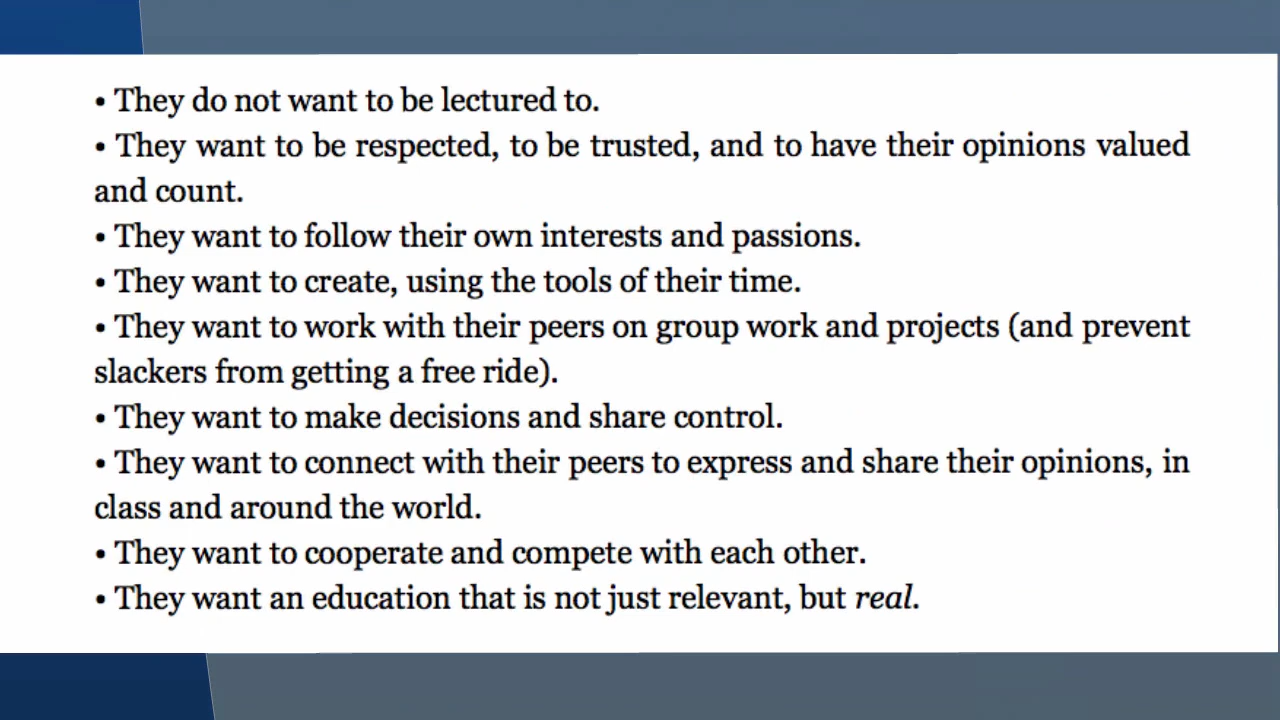 • They do not want to be lectured to.
• They want to be respected, to be trusted, and to have their opinions valued
and count.
• They want to follow their own interests and passions.
• They want to create, using the tools of their time.
• They want to work with their peers on group work and projects (and prevent
slackers from getting a free ride).
• They want to make decisions and share control.
• They want to connect with their peers to express and share their opinions, in
class and around the world.
• They want to cooperate and compete with each other.
• They want an education that is not just relevant, but real.